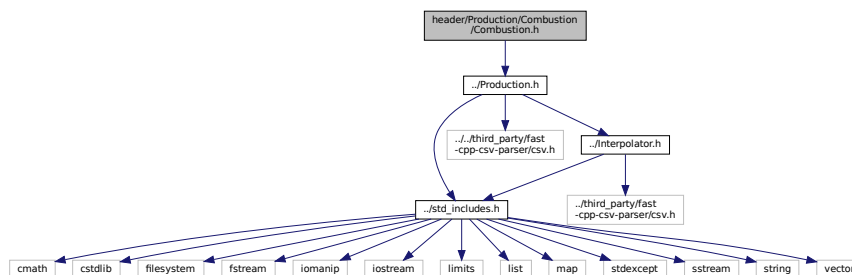 header/Production/Combustion
/Combustion.h
../Production.h
../../third_party/fast
-cpp-csv-parser/csv.h
../Interpolator.h
../third_party/fast
-cpp-csv-parser/csv.h
../std_includes.h
cmath
cstdlib
filesystem
fstream
iomanip
iostream
limits
list
map
stdexcept
sstream
string
vector